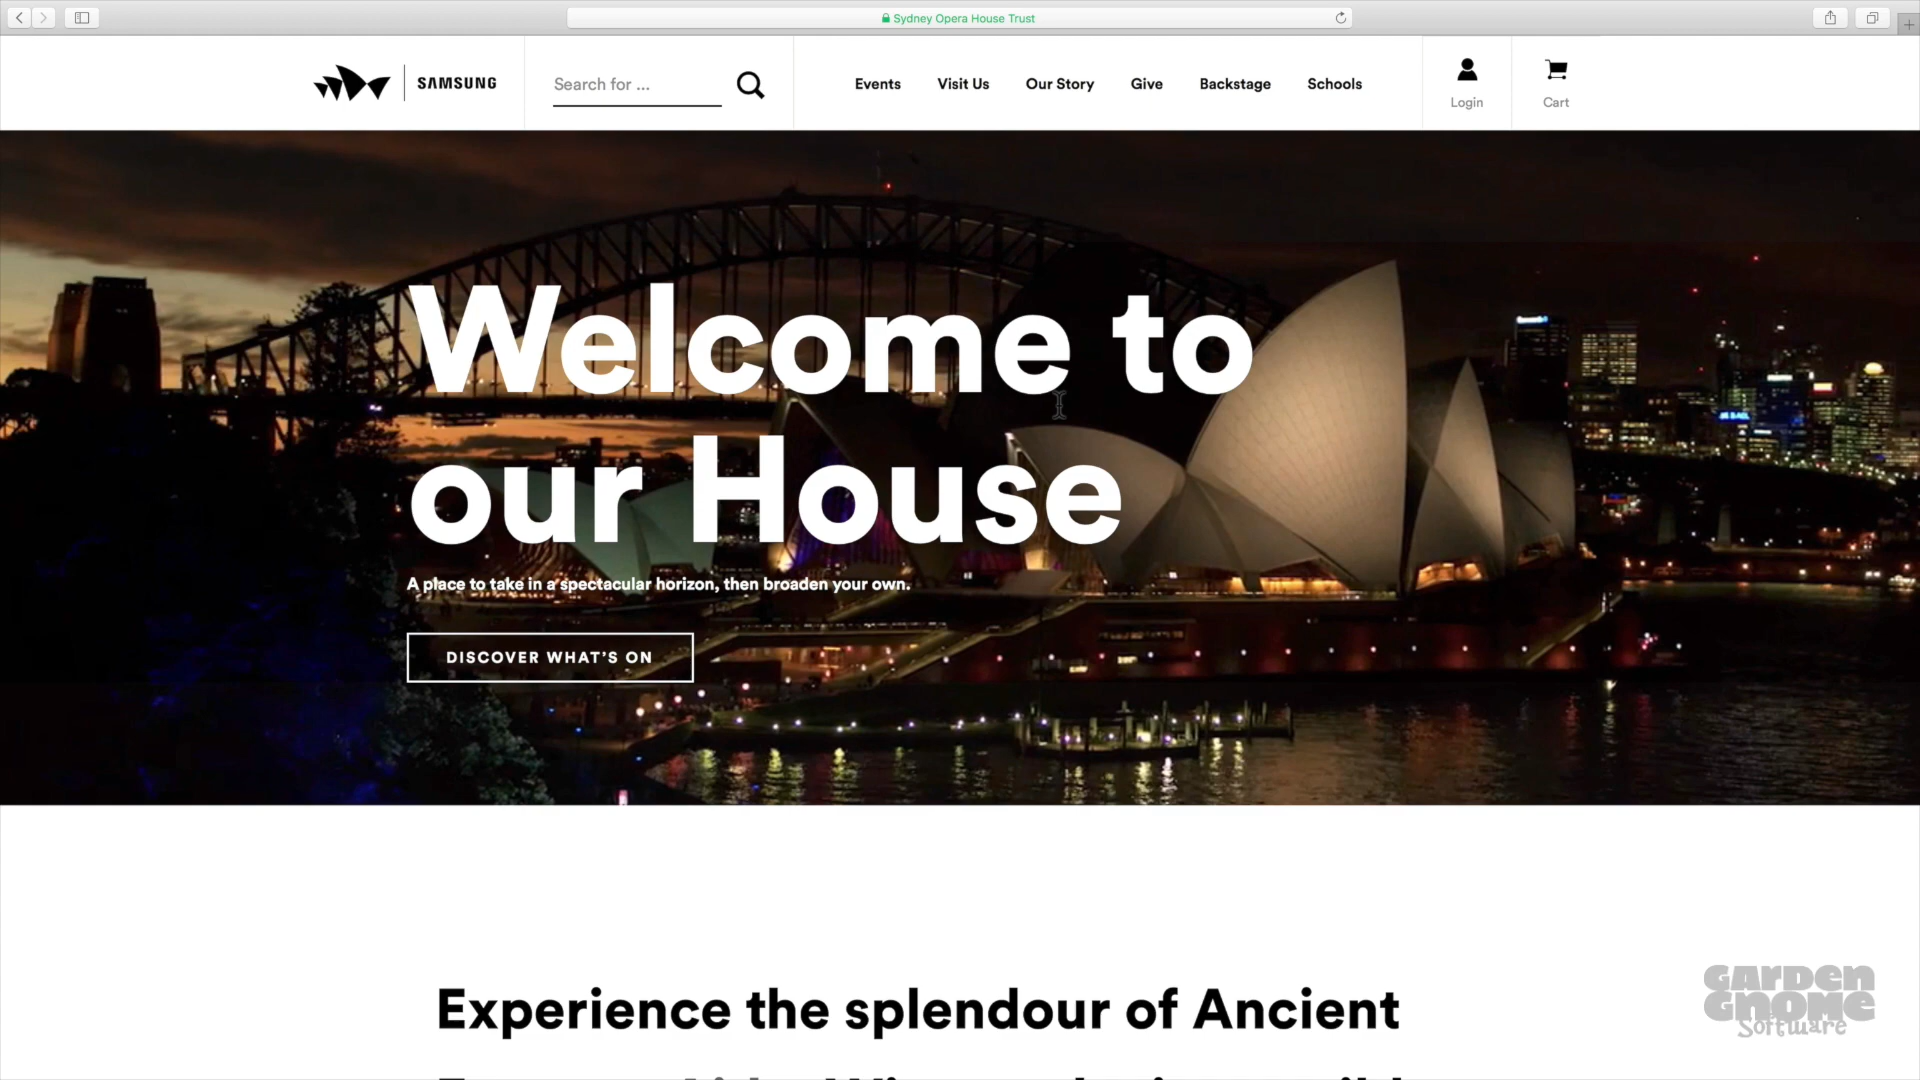 Sydney Opera House Trust
SAMSUNG
Search for ...
Events
Visit Us
Our Story
Give
Backstage
Schools
Login
Cart
Welcome to
our House
A place to take in a spectacular horizon, then broaden your own.
DISCOVER WHAT'S ON
Experience the splendour of Ancient
GARDEN
GNOME
Software